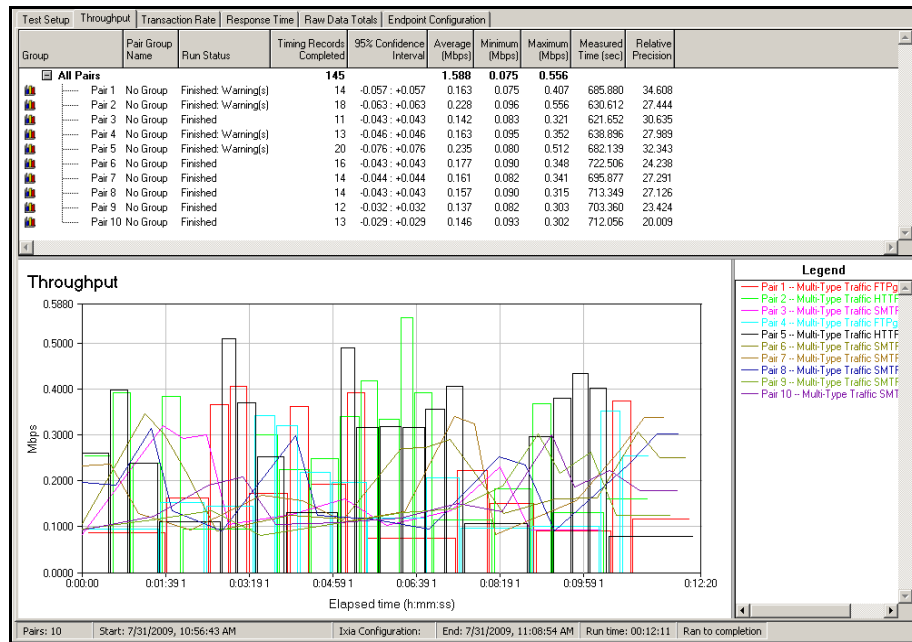 Test Setup Throughput Transaction Rate Response Time Raw Data Totals Endpoint Configuration
Group Pair Group Name Run Status Timing Records Completed 95% Confidence Interval Average (Mbps) Minimum (Mbps) Maximum (Mbps) Measured Time (sec) Relative Precision
All Pairs 145 1.588 0.075 0.556
Pair 1 No Group Finished: Warning(s) 14 -0.057 : +0.057 0.163 0.075 0.407 685.880 34.608
Pair 2 No Group Finished: Warning(s) 18 -0.063 : +0.063 0.228 0.096 0.556 630.612 27.444
Pair 3 No Group Finished 11 -0.043 : +0.043 0.142 0.083 0.321 621.652 30.635
Pair 4 No Group Finished: Warning(s) 13 -0.046 : +0.046 0.163 0.095 0.352 638.896 27.989
Pair 5 No Group Finished: Warning(s) 20 -0.076 : +0.076 0.235 0.080 0.512 682.139 32.343
Pair 6 No Group Finished 16 -0.043 : +0.043 0.177 0.090 0.348 722.506 24.238
Pair 7 No Group Finished 14 -0.044 : +0.044 0.161 0.082 0.341 695.877 27.291
Pair 8 No Group Finished 14 -0.043 : +0.043 0.157 0.090 0.315 713.349 27.126
Pair 9 No Group Finished 12 -0.032 : +0.032 0.137 0.082 0.303 703.360 23.424
Pair 10 No Group Finished 13 -0.029 : +0.029 0.146 0.093 0.302 712.056 20.009
Throughput
0.5880
0.5000
0.4000
0.3000
0.2000
0.1000
0.0000
Mbps
0:00:00 0:01:39.1 0:03:19.1 0:04:59.1 0:06:39.1 0:08:19.1 0:09:59.1 0:12:20
Elapsed time (h:mm:ss)
Legend
Pair 1 -- Multi-Type Traffic FTPg
Pair 2 -- Multi-Type Traffic HTTF
Pair 3 -- Multi-Type Traffic SMTF
Pair 4 -- Multi-Type Traffic FTPg
Pair 5 -- Multi-Type Traffic HTTF
Pair 6 -- Multi-Type Traffic SMTF
Pair 7 -- Multi-Type Traffic SMTF
Pair 8 -- Multi-Type Traffic SMTF
Pair 9 -- Multi-Type Traffic SMTF
Pair 10 -- Multi-Type Traffic SMT
Pairs: 10 Start: 7/31/2009, 10:56:43 AM Ixia Configuration: End: 7/31/2009, 11:08:54 AM Run time: 00:12:11 Ran to completion